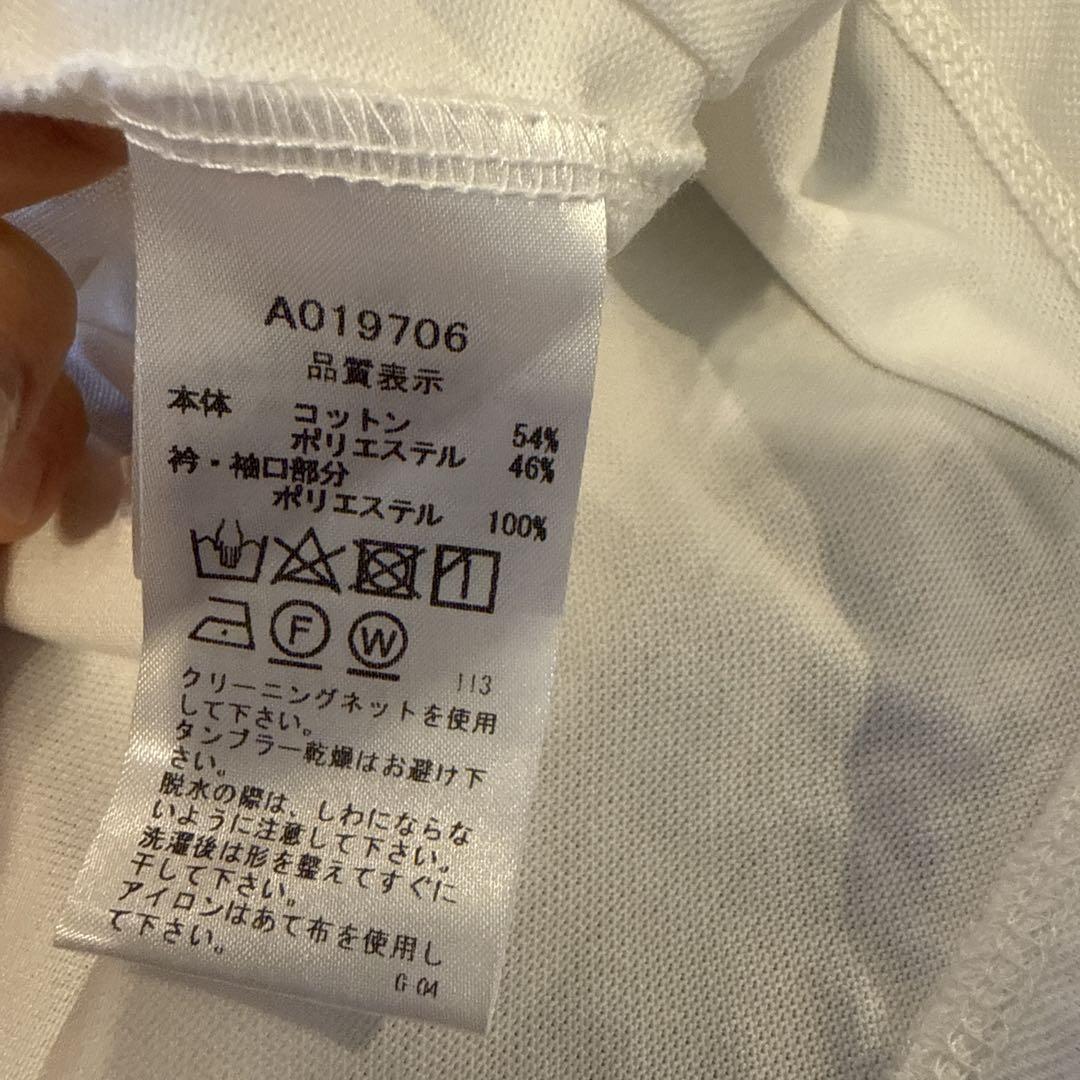 A019706
品質表示
本体 コットン 54%
ポリエステル 46%
衿・袖口部分
ポリエステル 100%
F W
113
クリーニングネットを使用
して下さい。
タンブラー乾燥はお避け下
さい。
脱水の際は、しわにならな
いように注意して下さい。
洗濯後は形を整えてすぐに
干して下さい。
アイロンはあて布を使用し
て下さい。
G 04